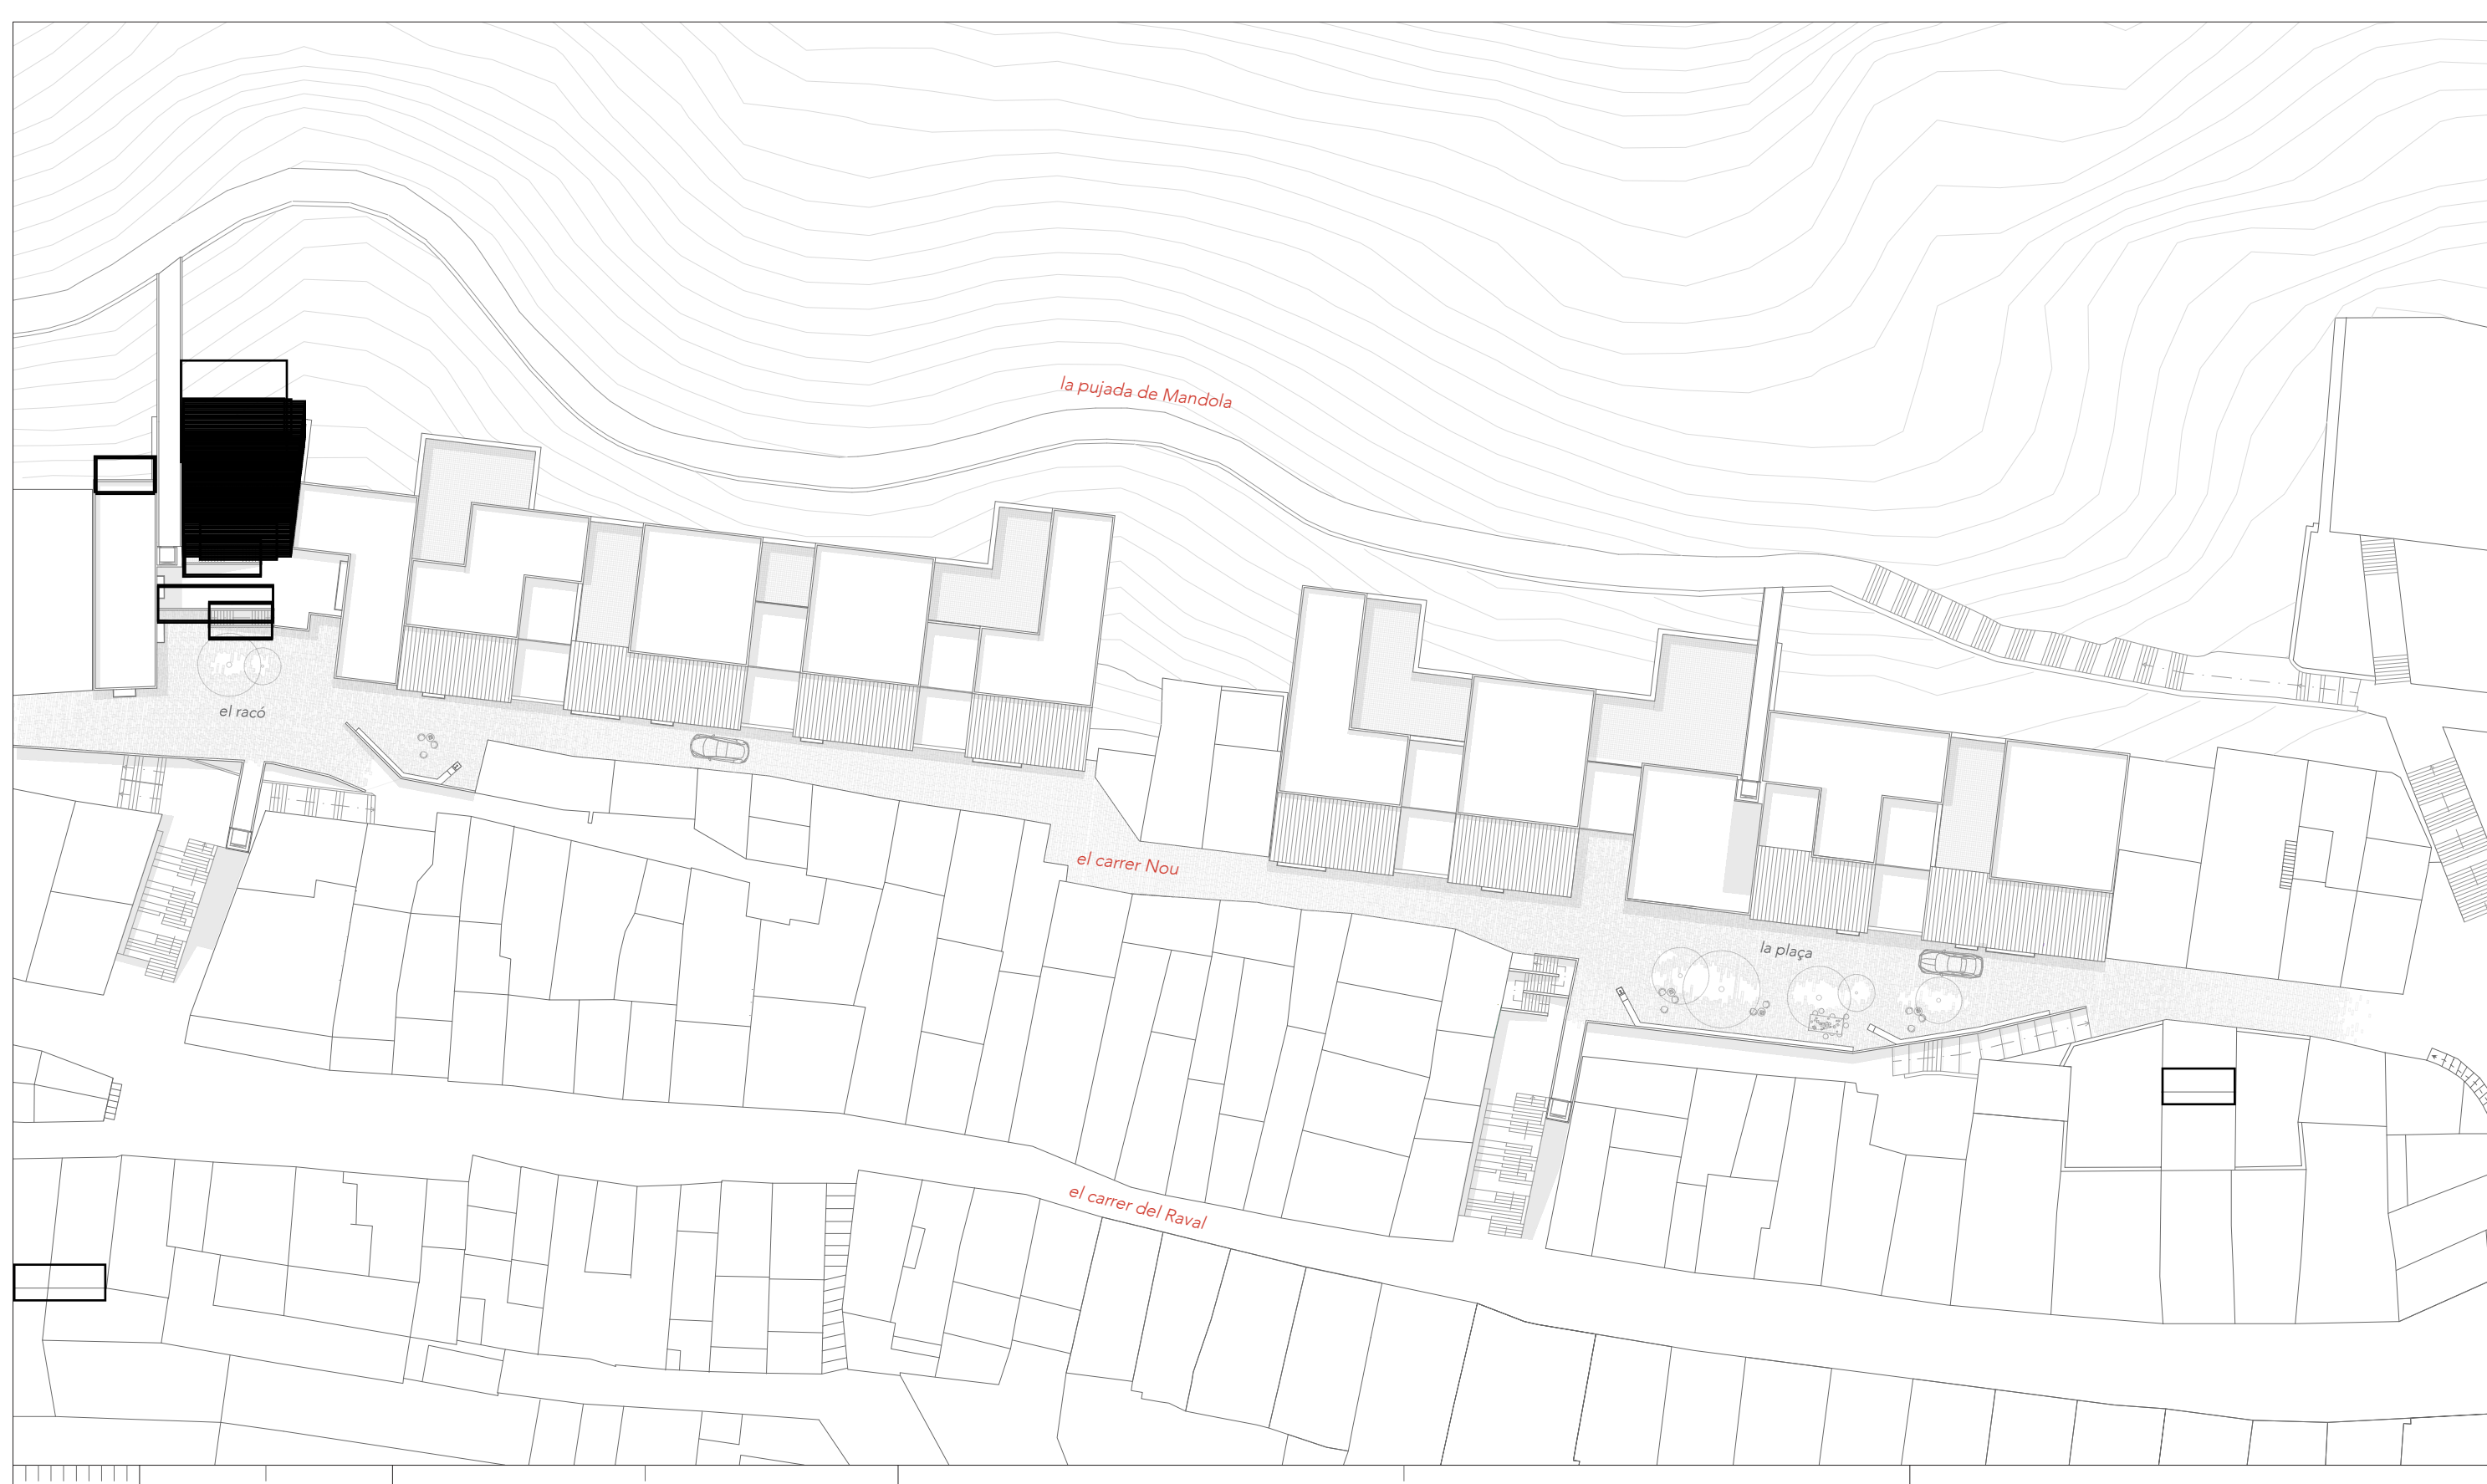 la pujada de Mandola
el racó
el carrer Nou
la plaça
el carrer del Raval